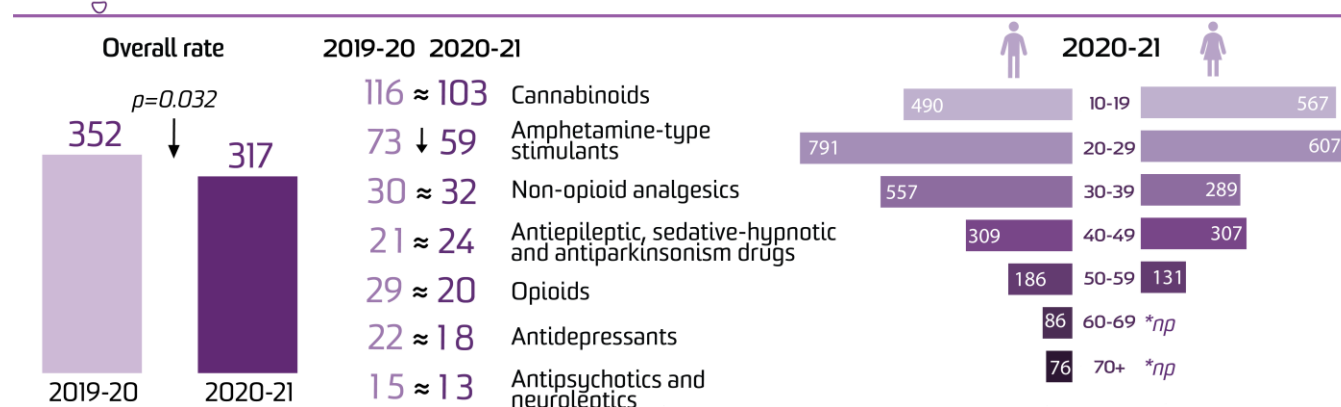 Overall rate
p=0.032
352
317
2019-20
2020-21
2019-20 2020-21
116 ≈ 103 Cannabinoids
73 ↓ 59 Amphetamine-type
stimulants
30 ≈ 32 Non-opioid analgesics
21 ≈ 24 Antiepileptic, sedative-hypnotic
and antiparkinsonism drugs
29 ≈ 20 Opioids
22 ≈ 18 Antidepressants
15 ≈ 13 Antipsychotics and
neuroleptics
2020-21
490 10-19 567
791 20-29 607
557 30-39 289
309 40-49 307
186 50-59 131
86 60-69 *np
76 70+ *np